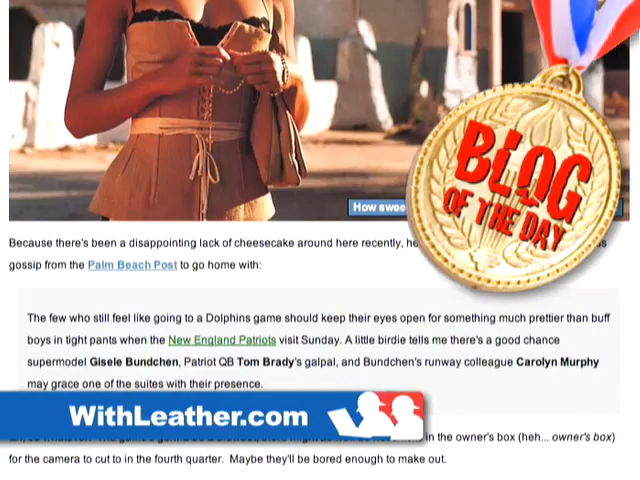 How swee
BLOG
OF THE DAY
Because there's been a disappointing lack of cheesecake around here recently, he
gossip from the Palm Beach Post to go home with:
The few who still feel like going to a Dolphins game should keep their eyes open for something much prettier than buff
boys in tight pants when the New England Patriots visit Sunday. A little birdie tells me there's a good chance
supermodel Gisele Bundchen, Patriot QB Tom Brady's galpal, and Bundchen's runway colleague Carolyn Murphy
may grace one of the suites with their presence.
WithLeather.com
in the owner's box (heh... owner's box)
for the camera to cut to in the fourth quarter. Maybe they'll be bored enough to make out.